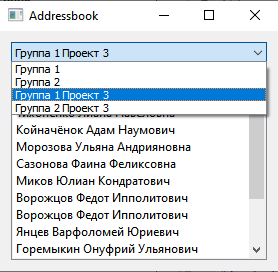 Addressbook
Группа 1 Проект 3
Группа 1
Группа 2
Группа 1 Проект 3
Группа 2 Проект 3
Койначёнок Адам Наумович
Морозова Ульяна Андрияновна
Сазонова Фаина Феликсовна
Миков Юлиан Кондратович
Ворожцов Федот Ипполитович
Ворожцов Федот Ипполитович
Янцев Варфоломей Юриевич
Горемыкин Онуфрий Ульянович